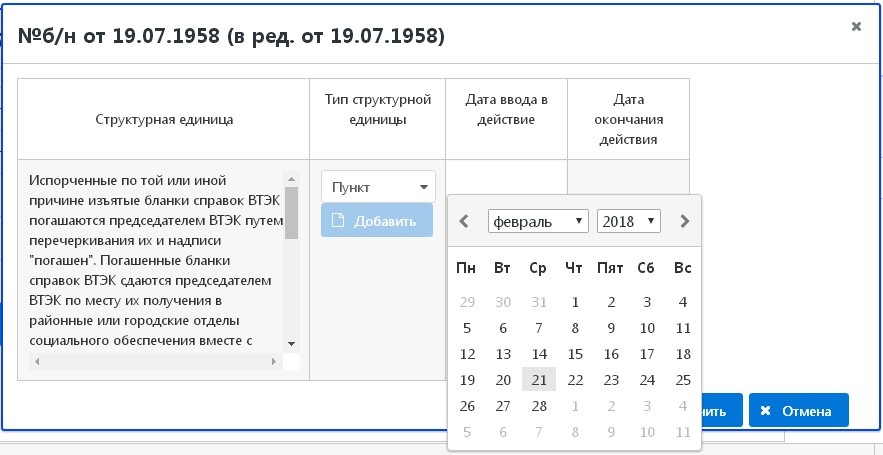 №б/н от 19.07.1958 (в ред. от 19.07.1958)
Структурная единица
Тип структурной
единицы
Дата ввода в
действие
Дата
окончания
действия
Испорченные по той или иной
причине изъятые бланки справок ВТЭК
погашаются председателем ВТЭК путем
перечеркивания их и надписи
"погашен". Погашенные бланки
справок ВТЭК сдаются председателем
ВТЭК по месту их получения в
районные или городские отделы
социального обеспечения вместе с
Пункт
Добавить
февраль 2018
Пн Вт Ср Чт Пят Сб Вс
29 30 31 1 2 3 4
5 6 7 8 9 10 11
12 13 14 15 16 17 18
19 20 21 22 23 24 25
26 27 28 1 2 3 4
5 6 7 8 9 10 11
Отмена